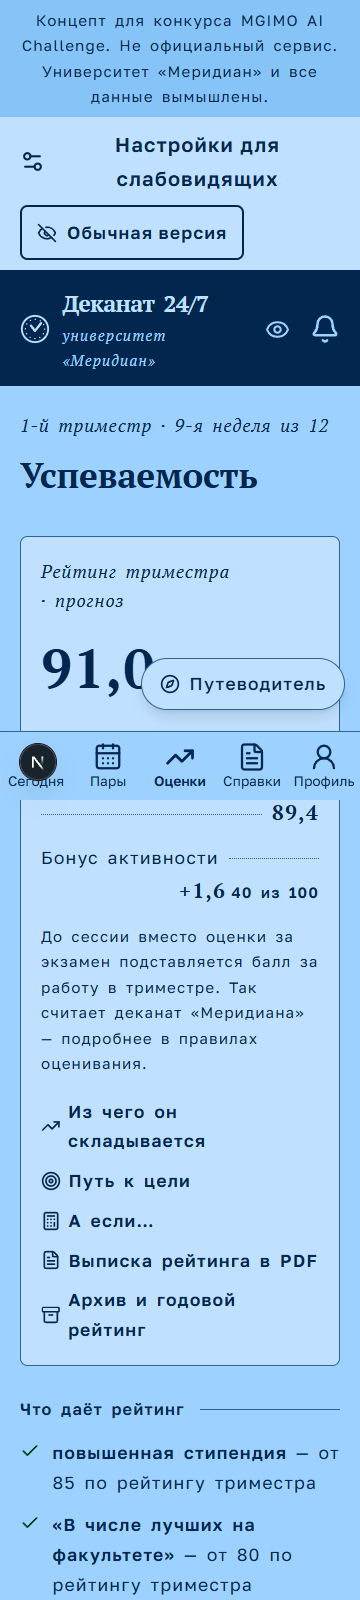 Концепт для конкурса MGIMO AI
Challenge. Не официальный сервис.
Университет «Меридиан» и все
данные вымышлены.
Настройки для
слабовидящих
Обычная версия
Деканат 24/7
университет
«Меридиан»
1-й триместр · 9-я неделя из 12
Успеваемость
Рейтинг триместра
· прогноз
91,0
Путеводитель
N
Сегодня Пары Оценки Справки Профиль
89,4
Бонус активности
+1,6 40 из 100
До сессии вместо оценки за
экзамен подставляется балл за
работу в триместре. Так
считает деканат «Меридиана»
— подробнее в правилах
оценивания.
Из чего он
складывается
Путь к цели
А если...
Выписка рейтинга в PDF
Архив и годовой
рейтинг
Что даёт рейтинг
повышенная стипендия — от
85 по рейтингу триместра
«В числе лучших на
факультете» — от 80 по
рейтингу триместра